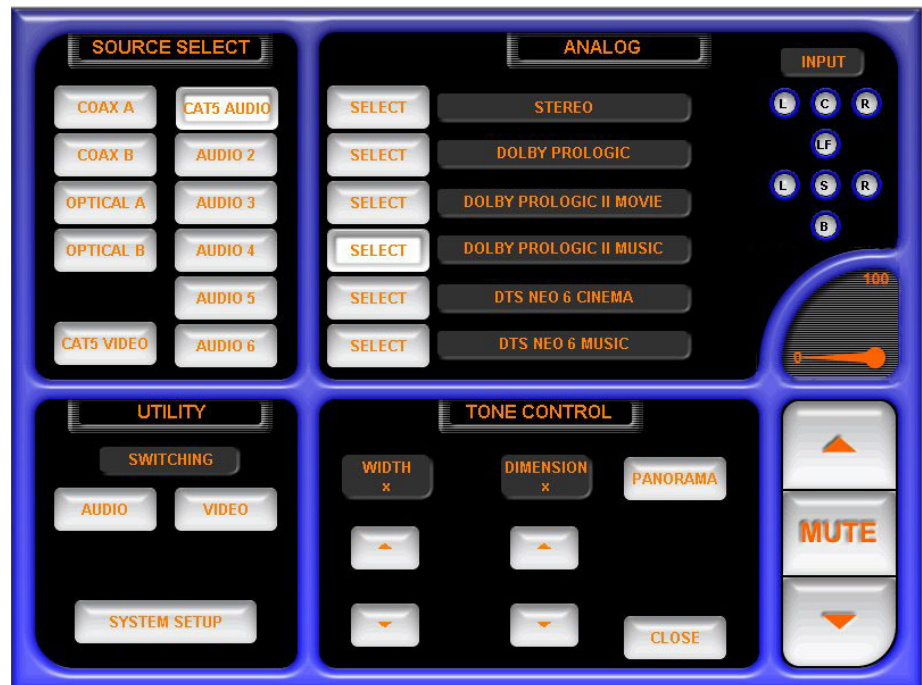 SOURCE SELECT
COAX A
CAT5 AUDIO
COAX B
AUDIO 2
OPTICAL A
AUDIO 3
OPTICAL B
AUDIO 4
AUDIO 5
CAT5 VIDEO
AUDIO 6
ANALOG
SELECT
STEREO
SELECT
DOLBY PROLOGIC
SELECT
DOLBY PROLOGIC II MOVIE
SELECT
DOLBY PROLOGIC II MUSIC
SELECT
DTS NEO 6 CINEMA
SELECT
DTS NEO 6 MUSIC
INPUT
L C R
LF
L S R
B
100
0
UTILITY
SWITCHING
AUDIO
VIDEO
SYSTEM SETUP
TONE CONTROL
WIDTH
x
DIMENSION
x
PANORAMA
CLOSE
MUTE